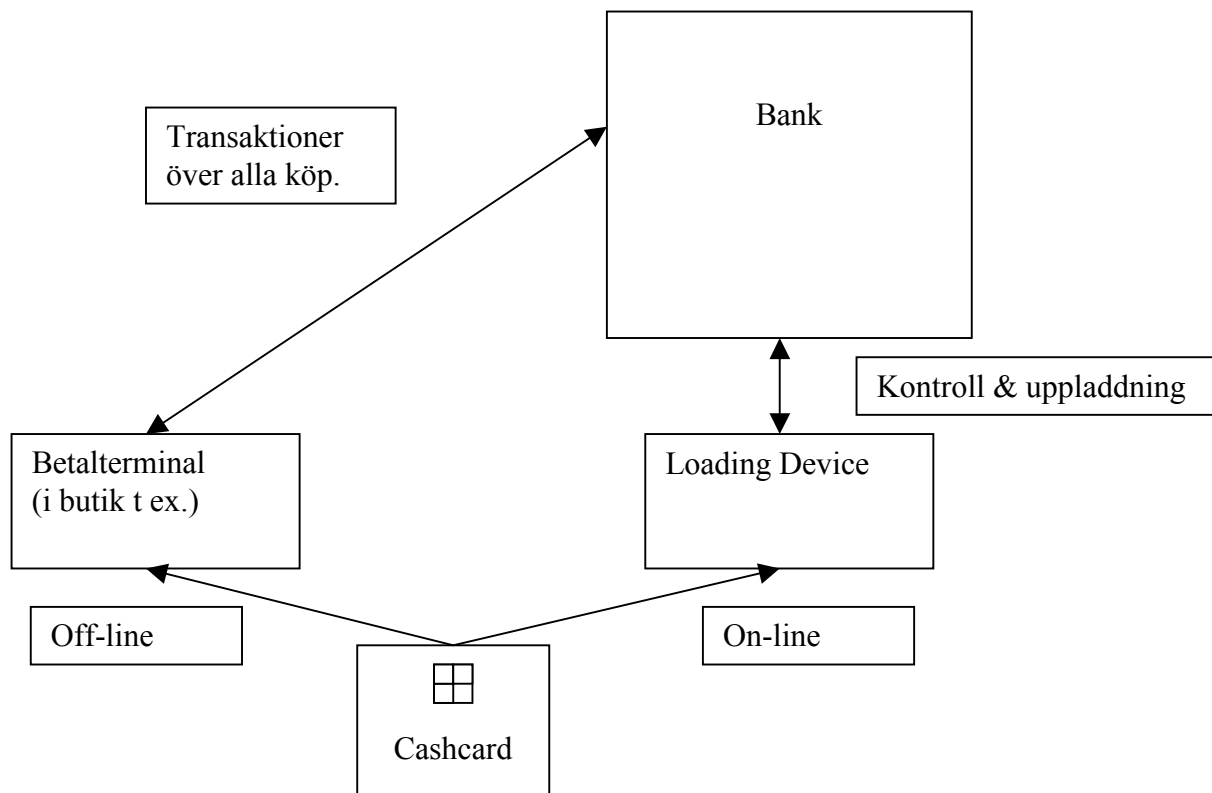 Bank
Transaktioner
över alla köp.
Kontroll & uppladdning
Betalterminal
(i butik t ex.)
Loading Device
Off-line
On-line
Cashcard